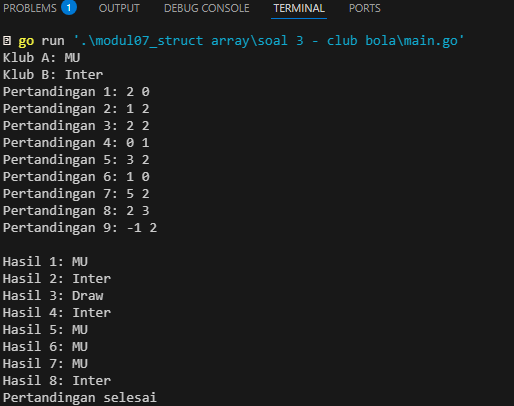 PROBLEMS 1 OUTPUT DEBUG CONSOLE TERMINAL PORTS
go run '.\modul07_struct array\soal 3 - club bola\main.go'
Klub A: MU
Klub B: Inter
Pertandingan 1: 2 0
Pertandingan 2: 1 2
Pertandingan 3: 2 2
Pertandingan 4: 0 1
Pertandingan 5: 3 2
Pertandingan 6: 1 0
Pertandingan 7: 5 2
Pertandingan 8: 2 3
Pertandingan 9: -1 2
Hasil 1: MU
Hasil 2: Inter
Hasil 3: Draw
Hasil 4: Inter
Hasil 5: MU
Hasil 6: MU
Hasil 7: MU
Hasil 8: Inter
Pertandingan selesai